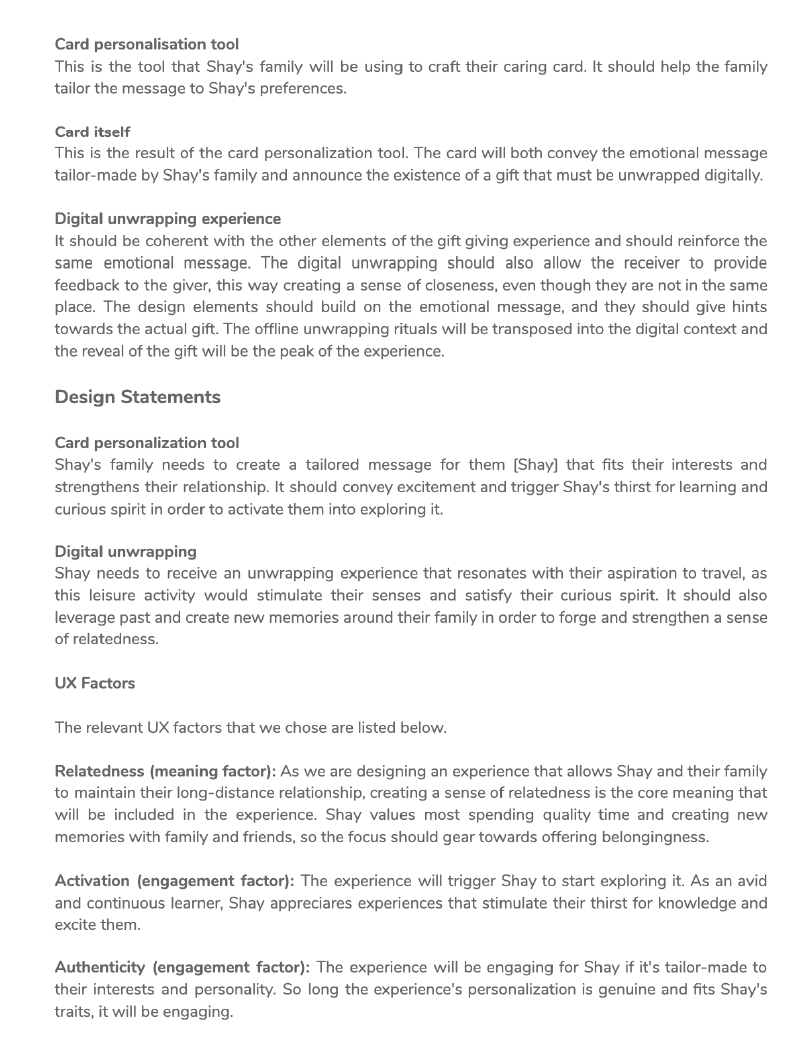 Card personalisation tool
This is the tool that Shay's family will be using to craft their caring card. It should help the family
tailor the message to Shay's preferences.
Card itself
This is the result of the card personalization tool. The card will both convey the emotional message
tailor-made by Shay's family and announce the existence of a gift that must be unwrapped digitally.
Digital unwrapping experience
It should be coherent with the other elements of the gift giving experience and should reinforce the
same emotional message. The digital unwrapping should also allow the receiver to provide
feedback to the giver, this way creating a sense of closeness, even though they are not in the same
place. The design elements should build on the emotional message, and they should give hints
towards the actual gift. The offline unwrapping rituals will be transposed into the digital context and
the reveal of the gift will be the peak of the experience.
Design Statements
Card personalization tool
Shay's family needs to create a tailored message for them [Shay] that fits their interests and
strengthens their relationship. It should convey excitement and trigger Shay's thirst for learning and
curious spirit in order to activate them into exploring it.
Digital unwrapping
Shay needs to receive an unwrapping experience that resonates with their aspiration to travel, as
this leisure activity would stimulate their senses and satisfy their curious spirit. It should also
leverage past and create new memories around their family in order to forge and strengthen a sense
of relatedness.
UX Factors
The relevant UX factors that we chose are listed below.
Relatedness (meaning factor): As we are designing an experience that allows Shay and their family
to maintain their long-distance relationship, creating a sense of relatedness is the core meaning that
will be included in the experience. Shay values most spending quality time and creating new
memories with family and friends, so the focus should gear towards offering belongingness.
Activation (engagement factor): The experience will trigger Shay to start exploring it. As an avid
and continuous learner, Shay appreciares experiences that stimulate their thirst for knowledge and
excite them.
Authenticity (engagement factor): The experience will be engaging for Shay if it's tailor-made to
their interests and personality. So long the experience's personalization is genuine and fits Shay's
traits, it will be engaging.